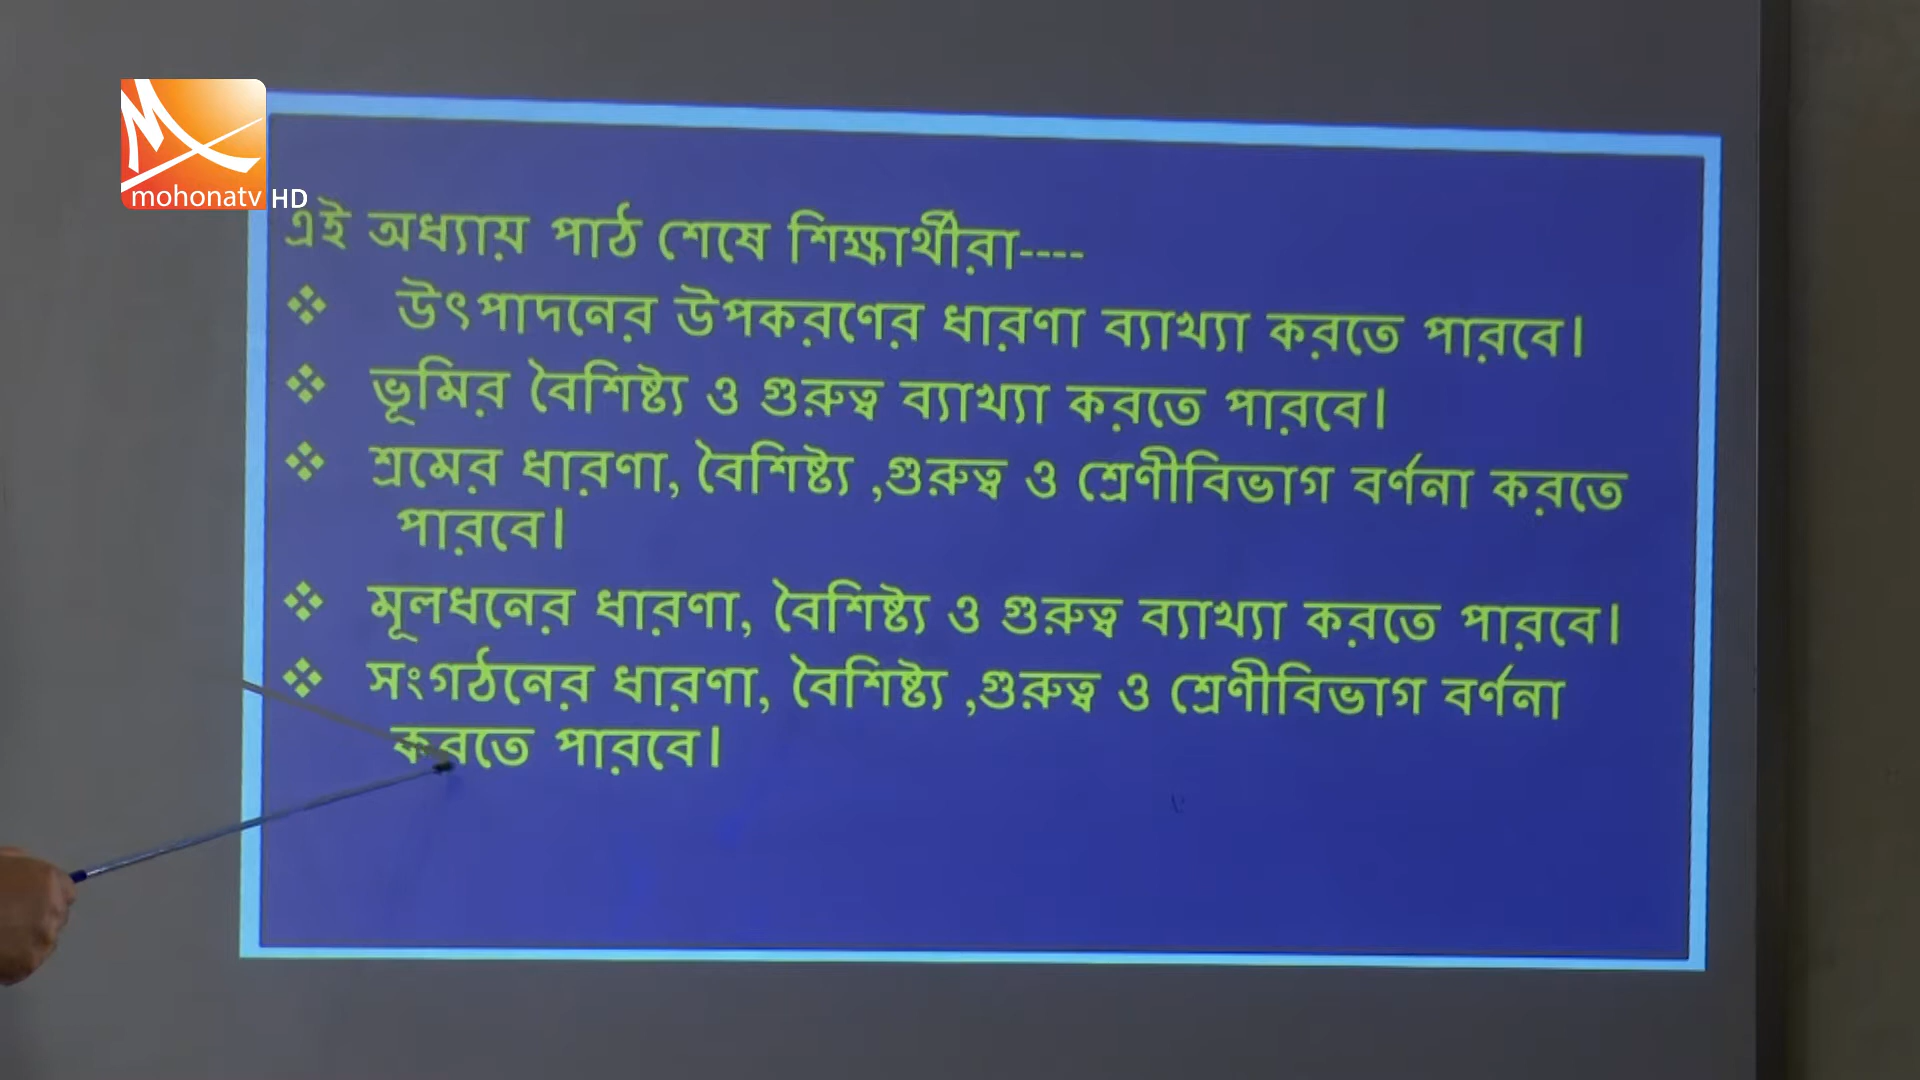 mohonatv HD
এই অধ্যায় পাঠ শেষে শিক্ষার্থীরা----
❖ উৎপাদনের উপকরণের ধারণা ব্যাখ্যা করতে পারবে।
❖ ভূমির বৈশিষ্ট্য ও গুরুত্ব ব্যাখ্যা করতে পারবে।
❖ শ্রমের ধারণা, বৈশিষ্ট্য ,গুরুত্ব ও শ্রেণীবিভাগ বর্ণনা করতে
পারবে।
❖ মূলধনের ধারণা, বৈশিষ্ট্য ও গুরুত্ব ব্যাখ্যা করতে পারবে।
❖ সংগঠনের ধারণা, বৈশিষ্ট্য ,গুরুত্ব ও শ্রেণীবিভাগ বর্ণনা
করতে পারবে।